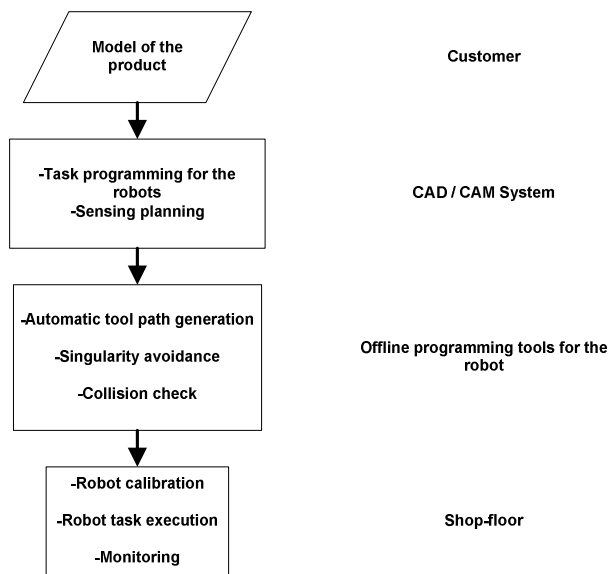 Model of the
product
Customer
-Task programming for the
robots
-Sensing planning
CAD / CAM System
-Automatic tool path generation
-Singularity avoidance
-Collision check
Offline programming tools for the
robot
-Robot calibration
-Robot task execution
-Monitoring
Shop-floor